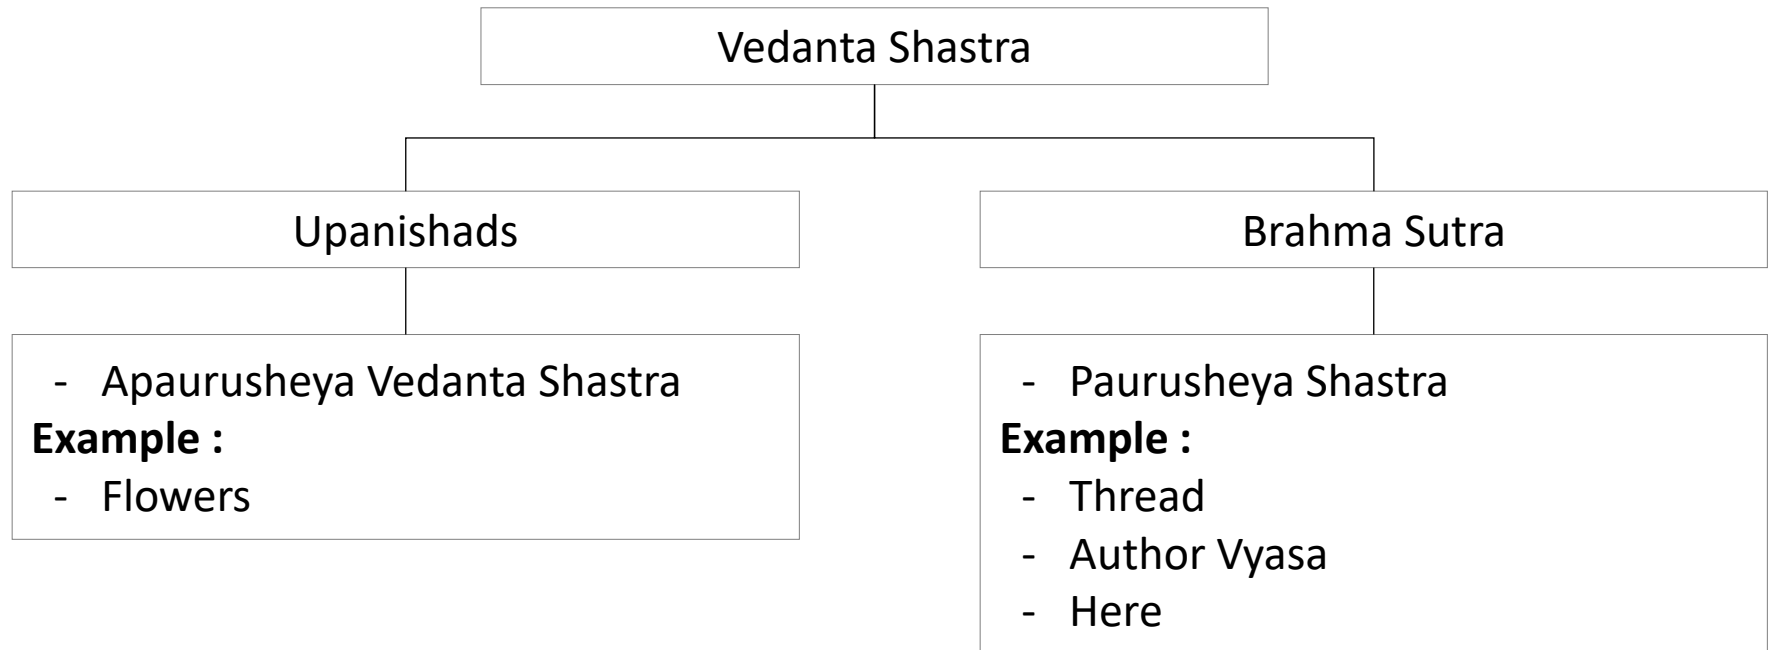 Vedanta Shastra
Upanishads
- Apaurusheya Vedanta Shastra
Example :
- Flowers
Brahma Sutra
- Paurusheya Shastra
Example :
- Thread
- Author Vyasa
- Here